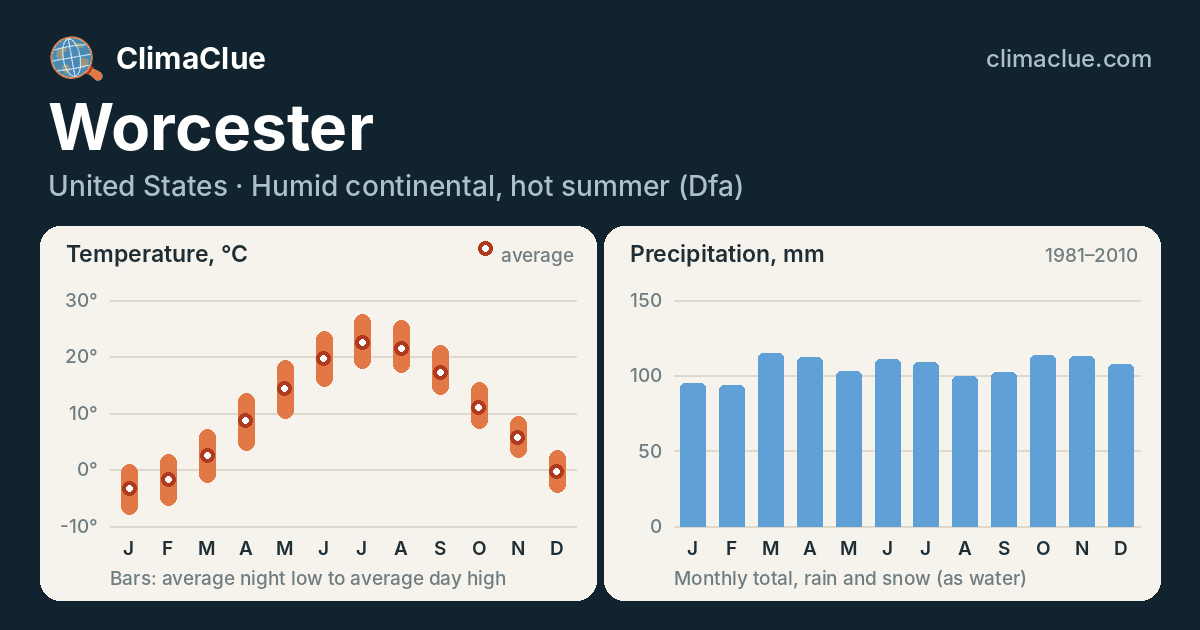 ClimaClue
climaclue.com
Worcester
United States · Humid continental, hot summer (Dfa)
Temperature, °C
average
30°
20°
10°
0°
-10°
J F M A M J J A S O N D
Bars: average night low to average day high
Precipitation, mm
1981–2010
150
100
50
0
J F M A M J J A S O N D
Monthly total, rain and snow (as water)